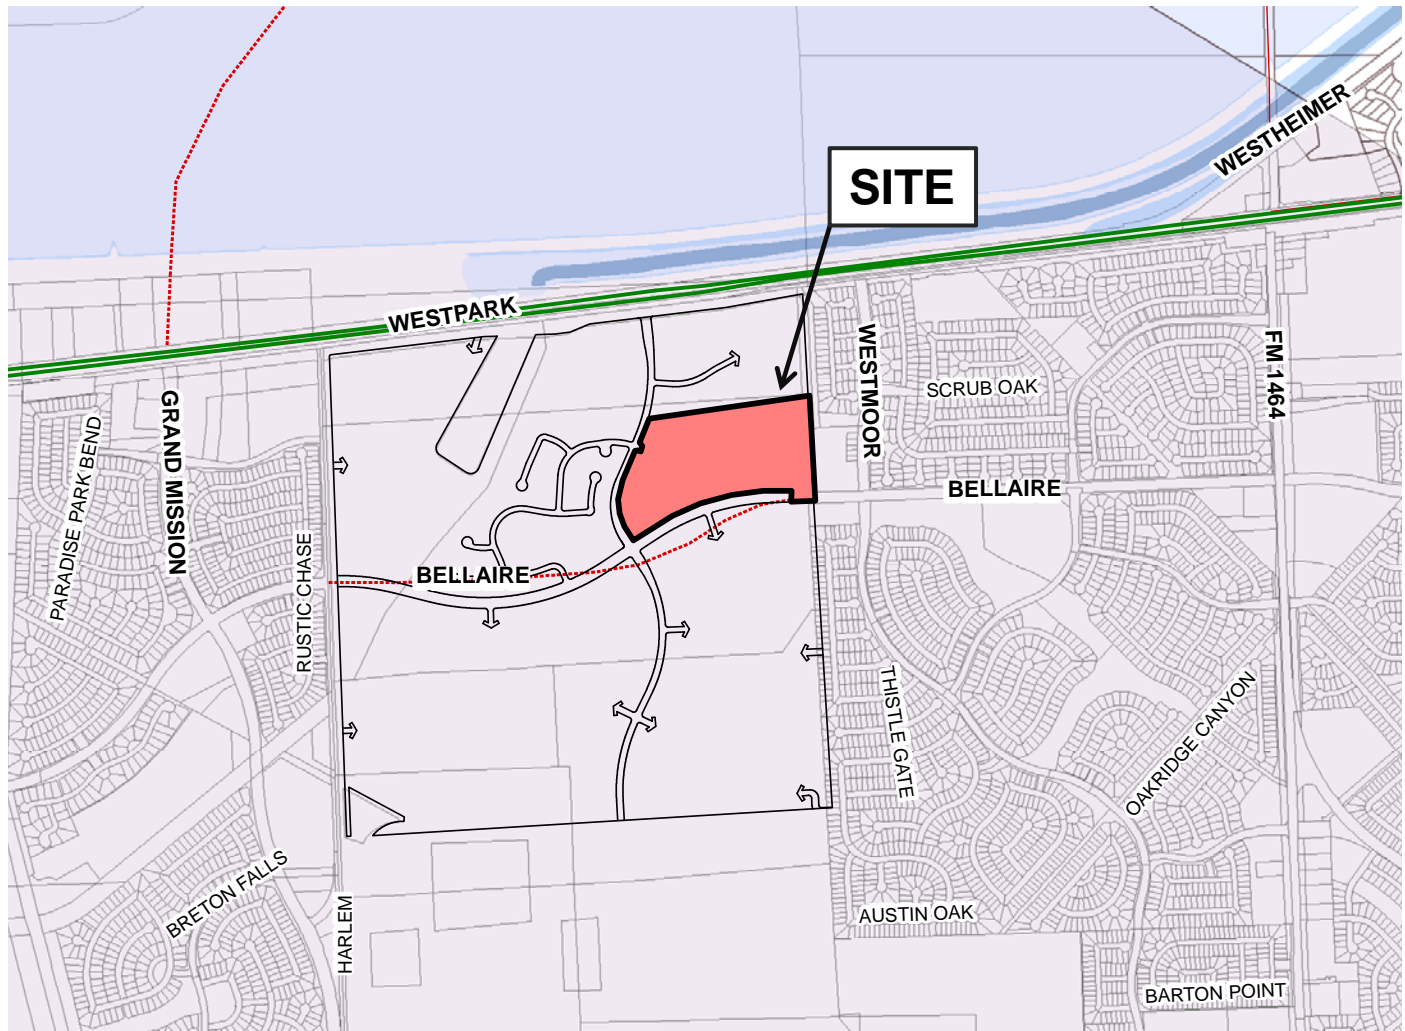 WESTHEIMER
SITE
WESTPARK
WESTMOOR
FM 1464
SCRUB OAK
GRAND MISSION
PARADISE PARK BEND
BELLAIRE
RUSTIC CHASE
BELLAIRE
THISTLE GATE
OAKRIDGE CANYON
BRETON FALLS
HARLEM
AUSTIN OAK
BARTON POINT